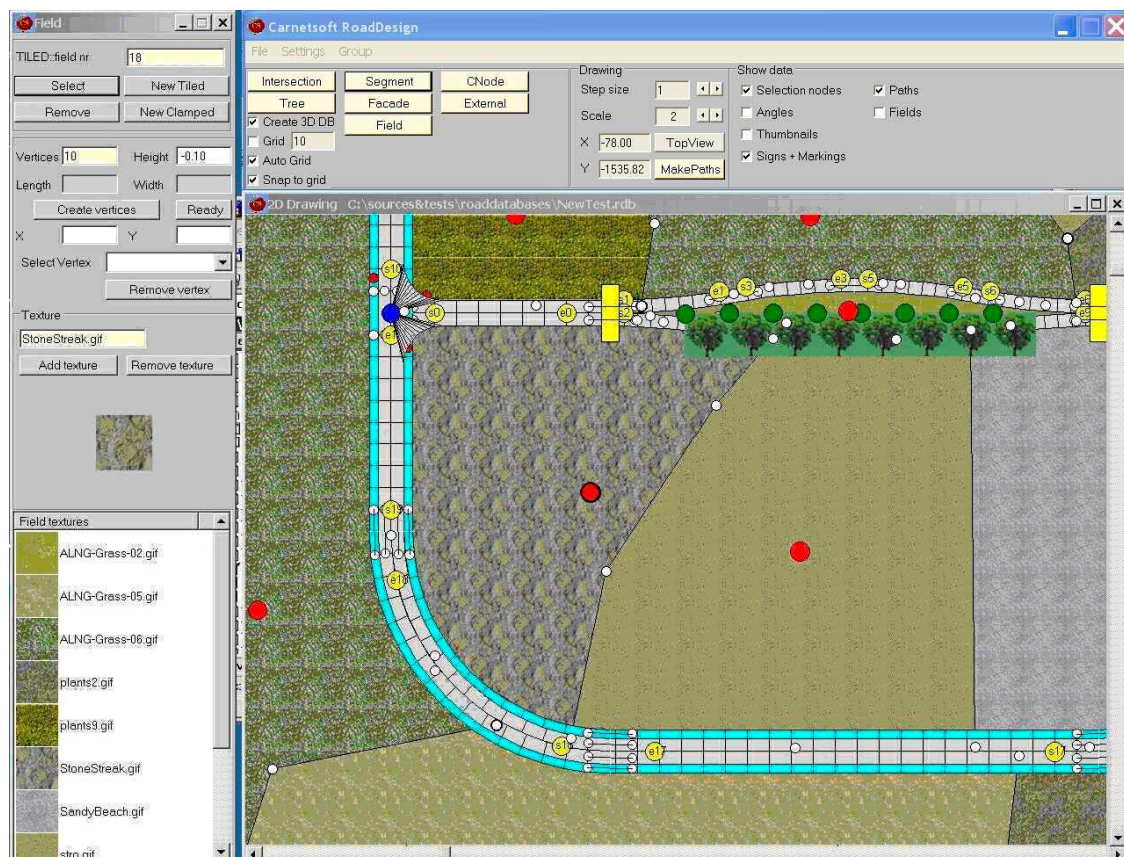 Field
TILED::field nr 18
Select New Tiled
Remove New Clamped
Vertices 10 Height -0.10
Length Width
Create vertices Ready
X Y
Select Vertex
Remove vertex
Texture
StoneStreak.gif
Add texture Remove texture
Field textures
ALNG-Grass-02.gif
ALNG-Grass-05.gif
ALNG-Grass-06.gif
plants2.gif
plants9.gif
StoneStreak.gif
SandyBeach.gif
stro.gif
Carnetsoft RoadDesign
File Settings Group
Intersection Segment CNode
Tree Facade External
Field
Create 3D DB
Grid 10
Auto Grid
Snap to grid
Drawing
Step size 1
Scale 2
X -78.00 TopView
Y -1535.82 MakePaths
Show data
Selection nodes Paths
Angles Fields
Thumbnails
Signs + Markings
2D Drawing C:\sources&tests\roaddatabases\NewTest.rdb
e3 s5
s10 e1 s3 e5 s6
s1
s0 e0 s2 e9
s19
s17
e17